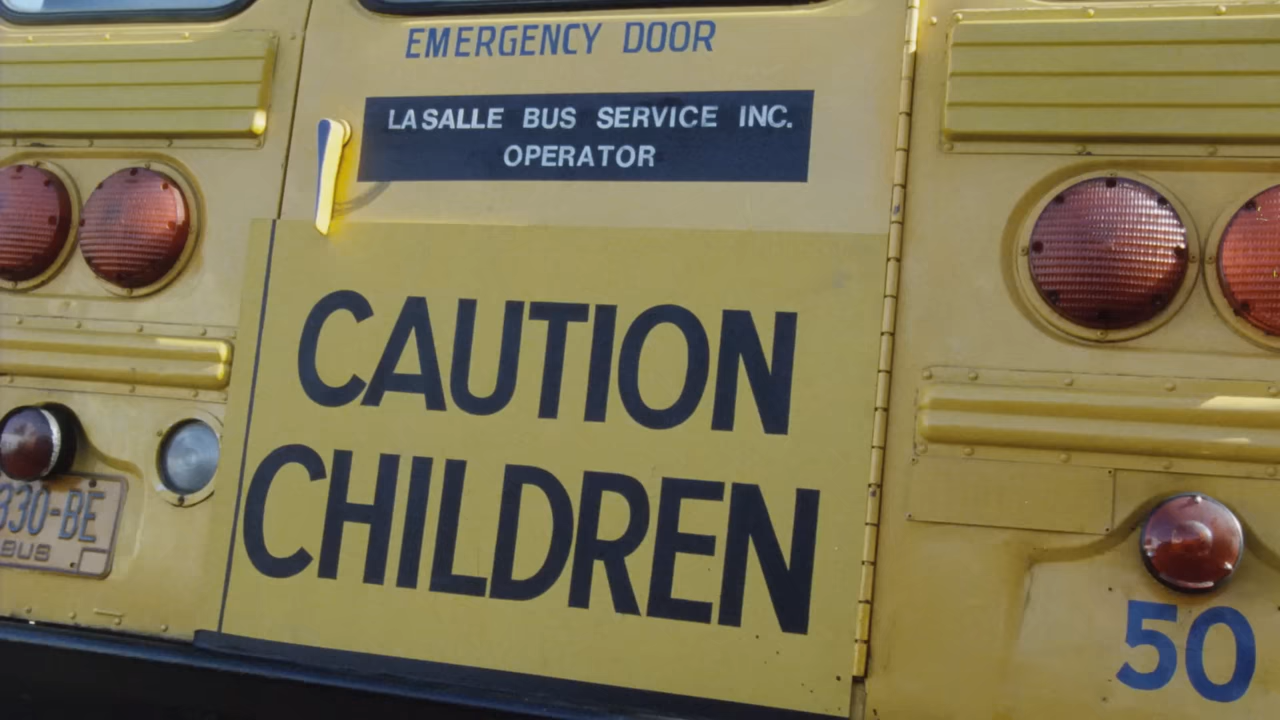 EMERGENCY DOOR
LASALLE BUS SERVICE INC.
OPERATOR
CAUTION
CHILDREN
330-BE
BUS
50